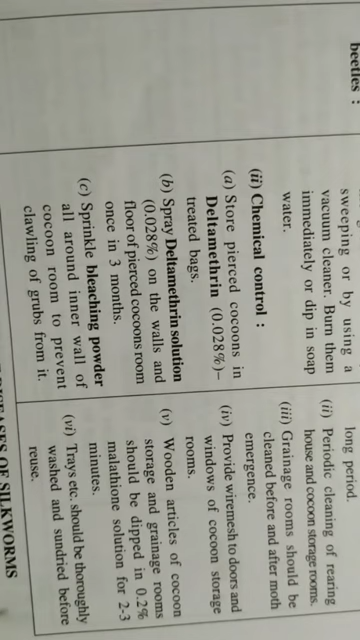 beetles :
sweeping or by using a
vacuum cleaner. Burn them
immediately or dip in soap
water.
(ii) Chemical control :
(a) Store pierced cocoons in
Deltamethrin (0.028%)–
treated bags.
(b) Spray Deltamethrin solution
(0.028%) on the walls and
floor of pierced cocoons room
once in 3 months.
(c) Sprinkle bleaching powder
all around inner wall of
cocoon room to prevent
clawling of grubs from it.
long period.
(ii) Periodic cleaning of rearing
house and cocoon storage rooms.
(iii) Grainage rooms should be
cleaned before and after moth
emergence.
(iv) Provide wiremesh to doors and
windows of cocoon storage
rooms.
(v) Wooden articles of cocoon
storage and grainage rooms
should be dipped in 0.2%
malathione solution for 2-3
minutes.
(vi) Trays etc. should be thoroughly
washed and sundried before
reuse.
DISEASES OF SILKWORMS